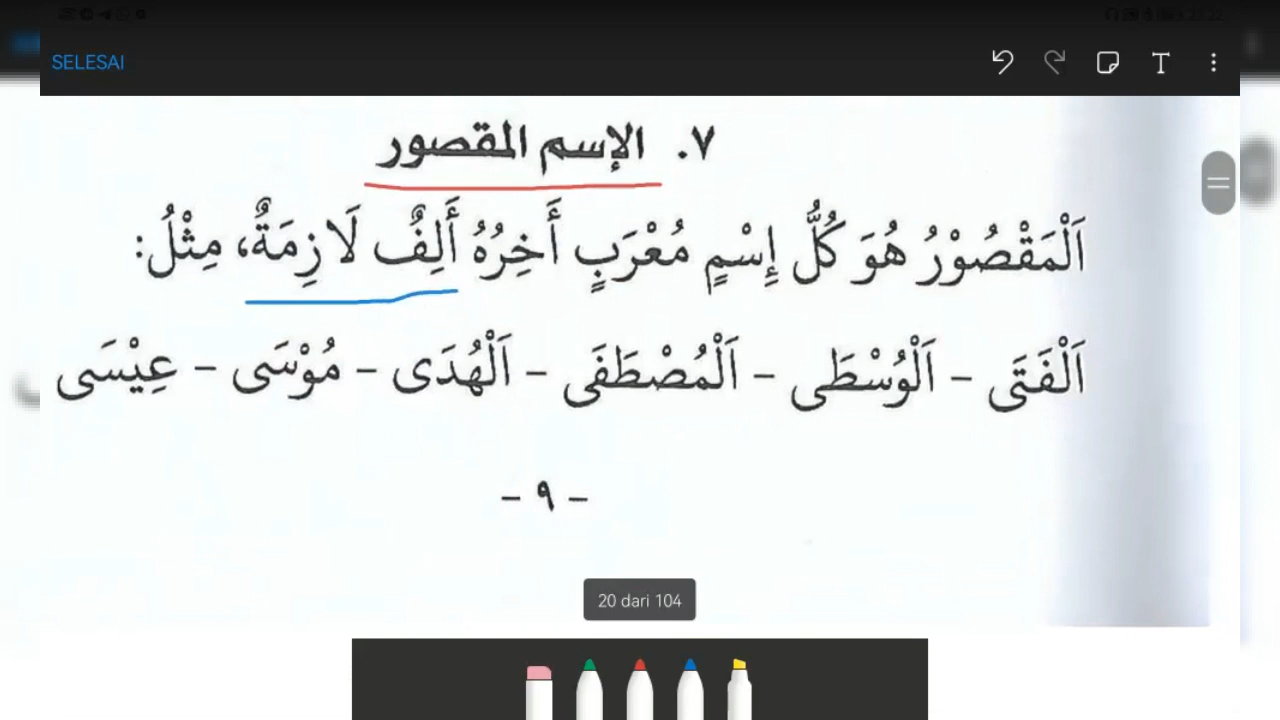 SELESAI
٧. الإسم المقصور
اَلْمَقْصُوْرُ هُوَ كُلُّ إِسْمٍ مُعْرَبٍ أَخِرُهُ أَلِفٌ لَازِمَةٌ، مِثْلُ:
اَلْفَتَى - اَلْوُسْطَى - اَلْمُصْطَفَى - اَلْهُدَى - مُوْسَى - عِيْسَى
- ٩ -
20 dari 104